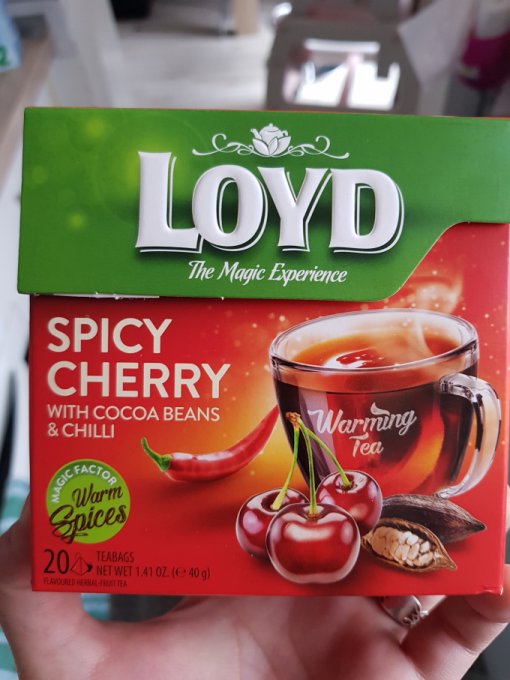 LOYD
The Magic Experience
SPICY
CHERRY
WITH COCOA BEANS
& CHILLI
Warming
Tea
MAGIC FACTOR
Warm
Spices
20 TEABAGS
NET WET 1.41 OZ. (℮ 40 g)
FLAVOURED HERBAL-FRUIT TEA